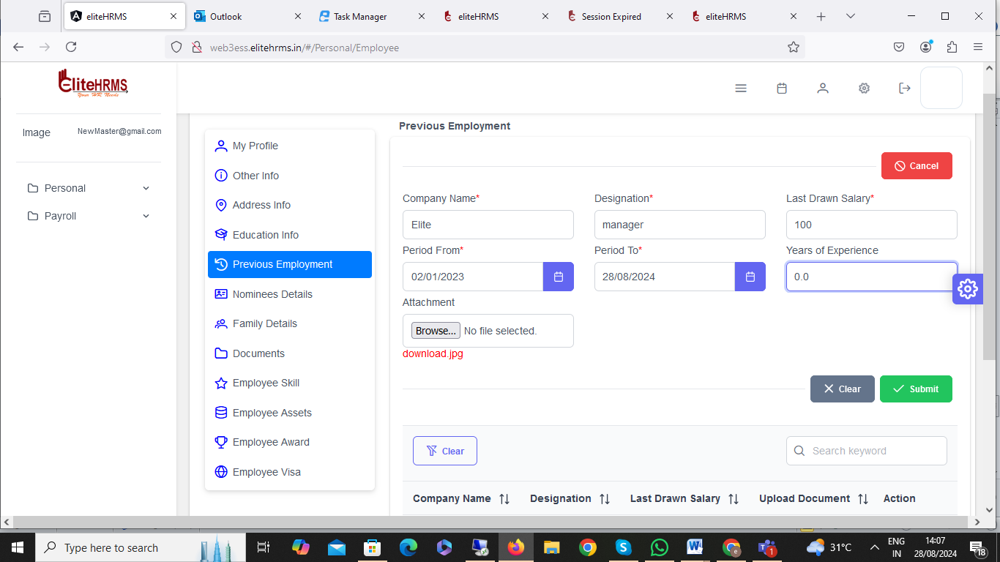 eliteHRMS
Outlook
Task Manager
eliteHRMS
Session Expired
eliteHRMS
web3ess.elitehrms.in/#/Personal/Employee
EliteHRMS
Your HR Needs
Image
NewMaster@gmail.com
Personal
Payroll
My Profile
Other Info
Address Info
Education Info
Previous Employment
Nominees Details
Family Details
Documents
Employee Skill
Employee Assets
Employee Award
Employee Visa
Previous Employment
Cancel
Company Name*
Designation*
Last Drawn Salary*
Elite
manager
100
Period From*
Period To*
Years of Experience
02/01/2023
28/08/2024
0.0
Attachment
Browse... No file selected.
download.jpg
Clear
Submit
Clear
Search keyword
Company Name
Designation
Last Drawn Salary
Upload Document
Action
Type here to search
31°C
ENG
IN
14:07
28/08/2024
18
1